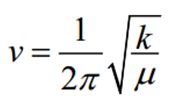 ν = 1/2π √k/μ